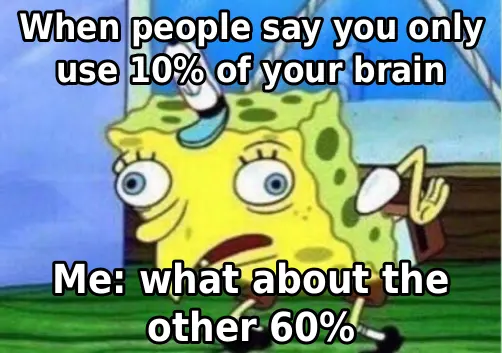 When people say you only
use 10% of your brain
Me: what about the
other 60%